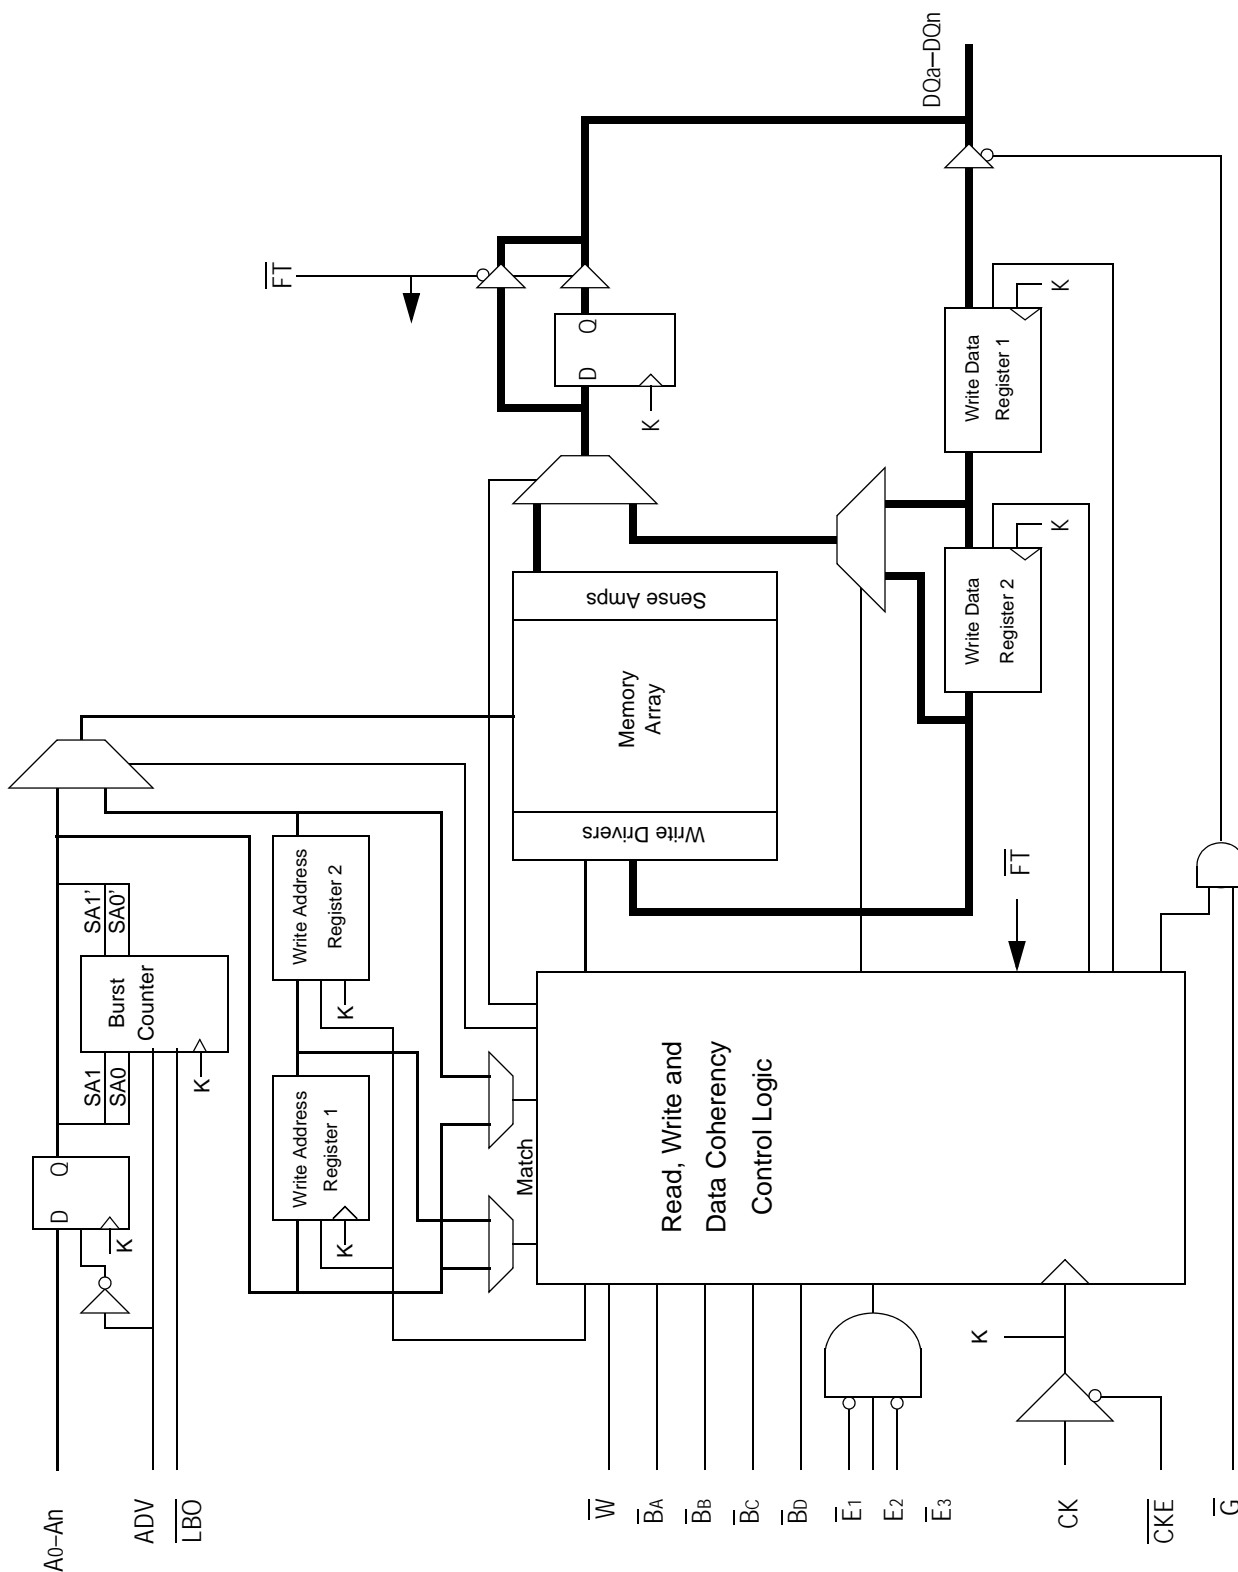 A0–An
ADV
LBO
D
Q
K
SA1
SA0
Burst
Counter
K
SA1'
SA0'
Write Address
Register 1
K
Write Address
Register 2
K
Match
FT
W
BA
BB
BC
BD
E1
E2
E3
CK
CKE
G
K
Read, Write and
Data Coherency
Control Logic
FT
Write Drivers
Memory
Array
Sense Amps
D
Q
K
Write Data
Register 2
K
Write Data
Register 1
K
DQa–DQn